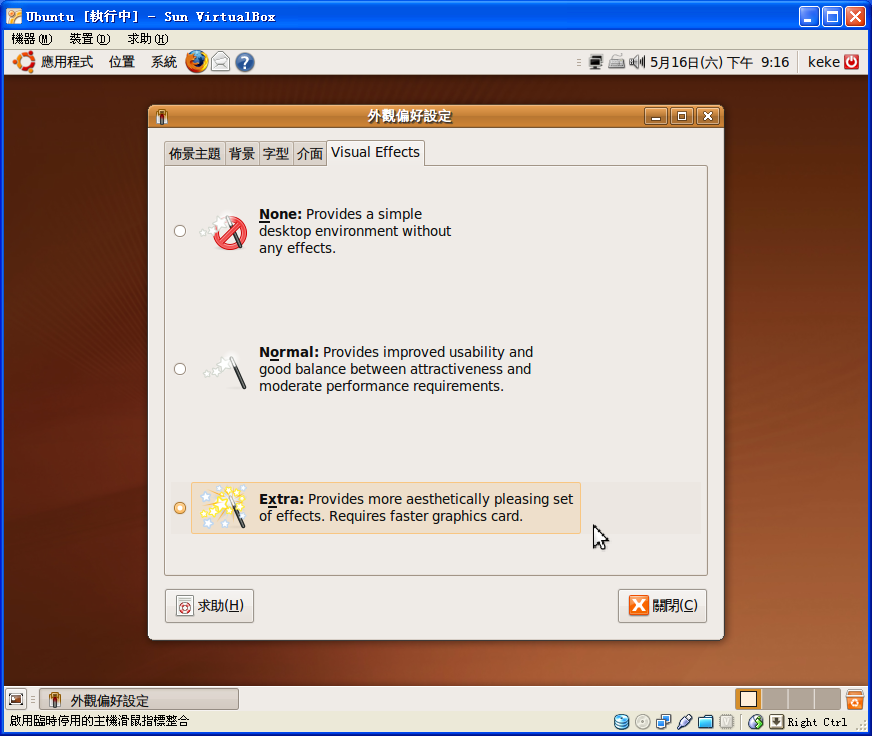 Ubuntu [執行中] - Sun VirtualBox
機器(M) 裝置(D) 求助(H)
應用程式 位置 系統 5月16日(六) 下午 9:16 keke
外觀偏好設定
佈景主題 背景 字型 介面 Visual Effects
None: Provides a simple
desktop environment without
any effects.
Normal: Provides improved usability and
good balance between attractiveness and
moderate performance requirements.
Extra: Provides more aesthetically pleasing set
of effects. Requires faster graphics card.
求助(H) 關閉(C)
外觀偏好設定
啟用臨時停用的主機滑鼠指標整合 Right Ctrl